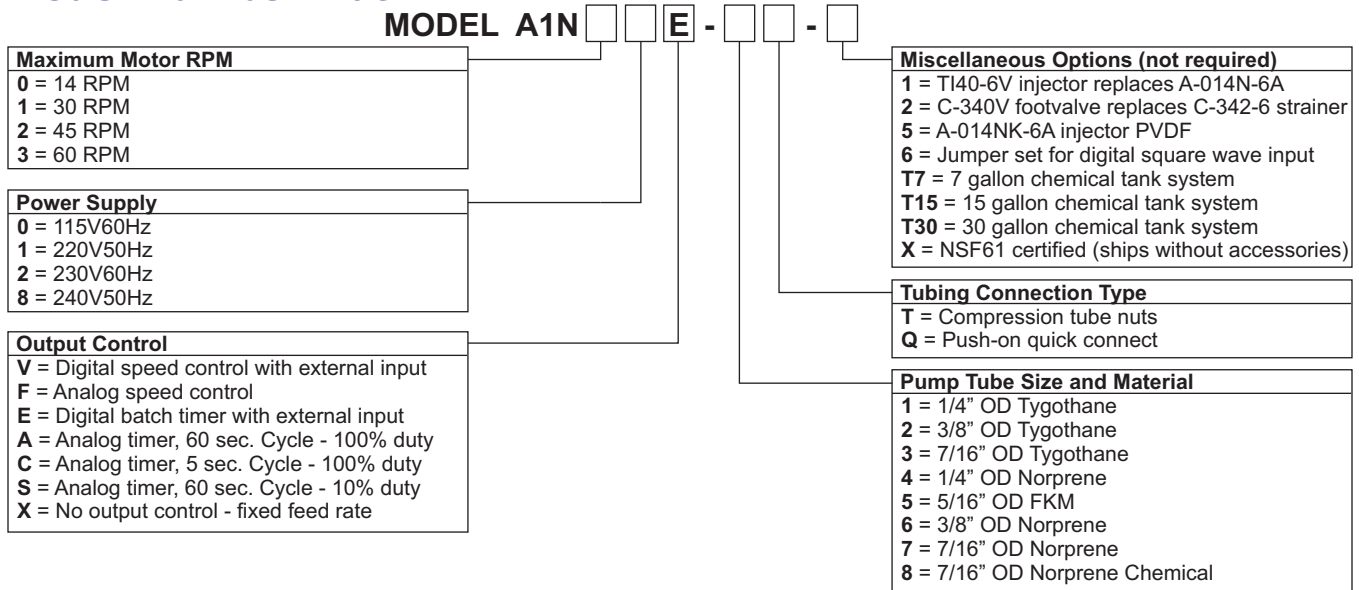 MODEL A1N E - -
Maximum Motor RPM
0 = 14 RPM
1 = 30 RPM
2 = 45 RPM
3 = 60 RPM
Power Supply
0 = 115V60Hz
1 = 220V50Hz
2 = 230V60Hz
8 = 240V50Hz
Output Control
V = Digital speed control with external input
F = Analog speed control
E = Digital batch timer with external input
A = Analog timer, 60 sec. Cycle - 100% duty
C = Analog timer, 5 sec. Cycle - 100% duty
S = Analog timer, 60 sec. Cycle - 10% duty
X = No output control - fixed feed rate
Miscellaneous Options (not required)
1 = TI40-6V injector replaces A-014N-6A
2 = C-340V footvalve replaces C-342-6 strainer
5 = A-014NK-6A injector PVDF
6 = Jumper set for digital square wave input
T7 = 7 gallon chemical tank system
T15 = 15 gallon chemical tank system
T30 = 30 gallon chemical tank system
X = NSF61 certified (ships without accessories)
Tubing Connection Type
T = Compression tube nuts
Q = Push-on quick connect
Pump Tube Size and Material
1 = 1/4” OD Tygothane
2 = 3/8” OD Tygothane
3 = 7/16” OD Tygothane
4 = 1/4” OD Norprene
5 = 5/16” OD FKM
6 = 3/8” OD Norprene
7 = 7/16” OD Norprene
8 = 7/16” OD Norprene Chemical